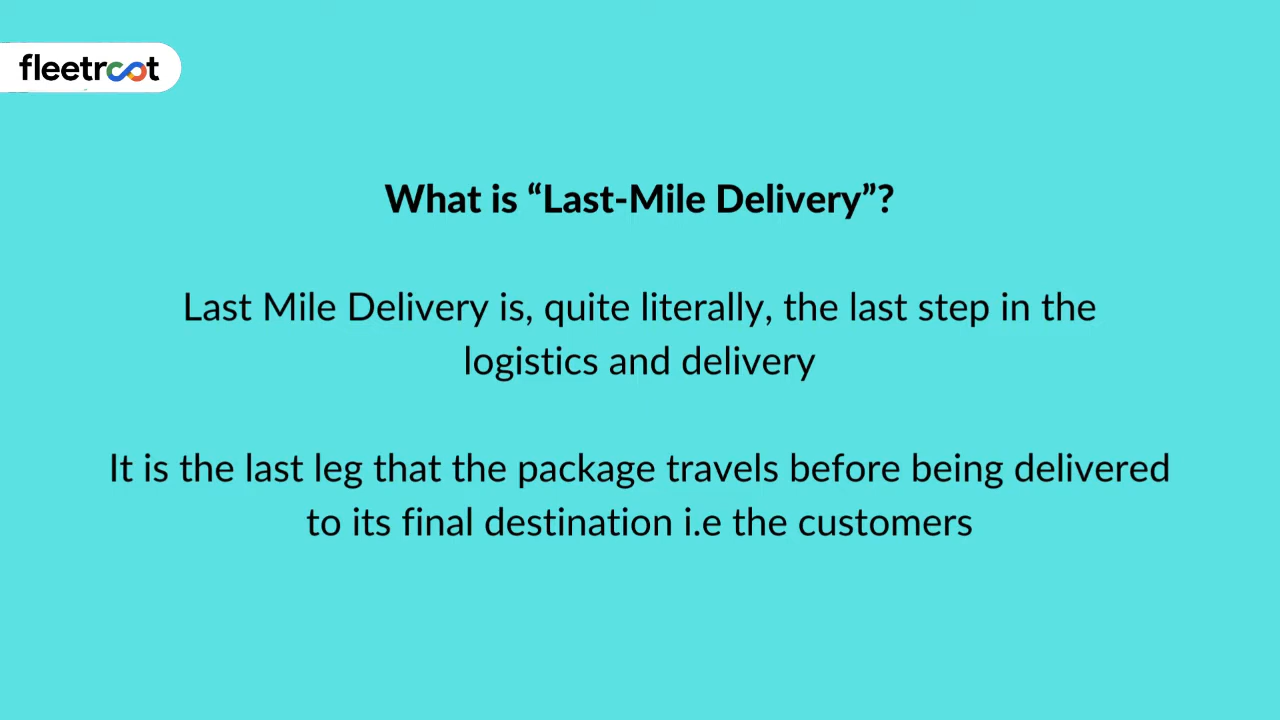 fleetroot
What is “Last-Mile Delivery”?
Last Mile Delivery is, quite literally, the last step in the
logistics and delivery
It is the last leg that the package travels before being delivered
to its final destination i.e the customers